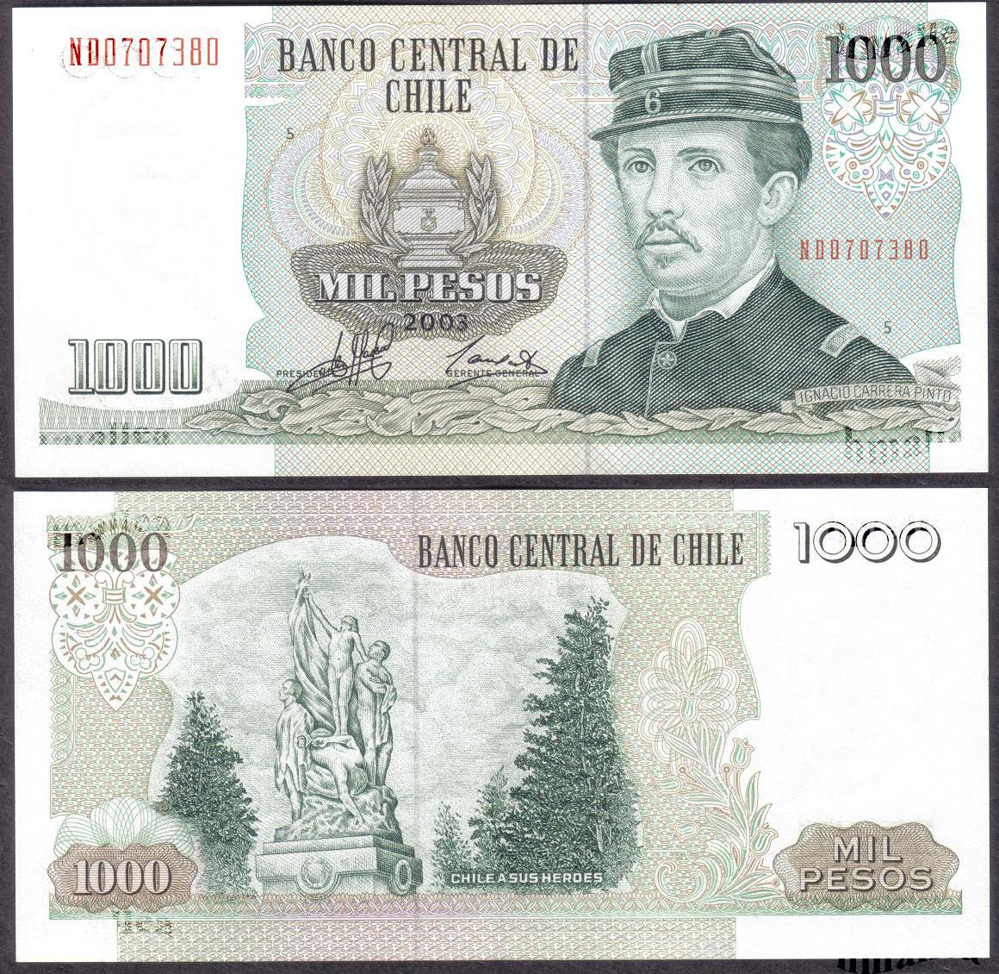 ND0707380
BANCO CENTRAL DE
CHILE
1000
5
6
ND0707380
MIL PESOS
2003
5
1000
PRESIDENTE
GERENTE GENERAL
IGNACIO CARRERA PINTO
1000
BANCO CENTRAL DE CHILE
1000
1000
CHILE A SUS HEROES
MIL
PESOS